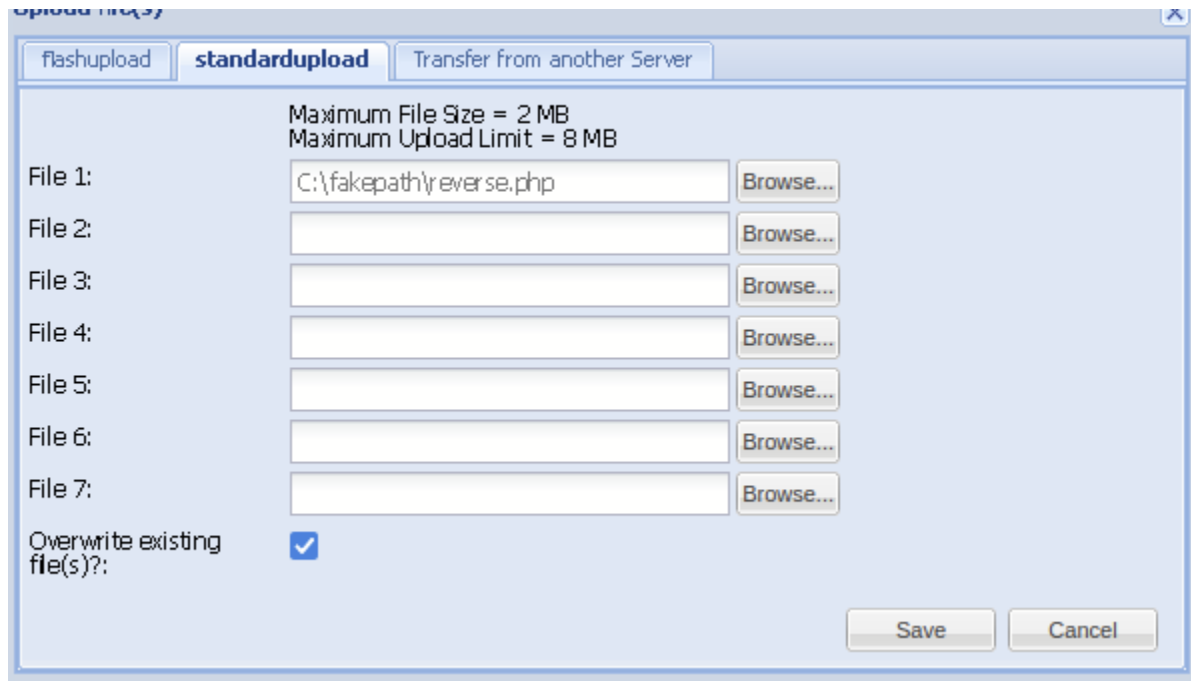 Upload file(s)
flashupload standardupload Transfer from another Server
Maximum File Size = 2 MB
Maximum Upload Limit = 8 MB
File 1: C:\fakepath\reverse.php Browse...
File 2: Browse...
File 3: Browse...
File 4: Browse...
File 5: Browse...
File 6: Browse...
File 7: Browse...
Overwrite existing
file(s)?:
Save Cancel